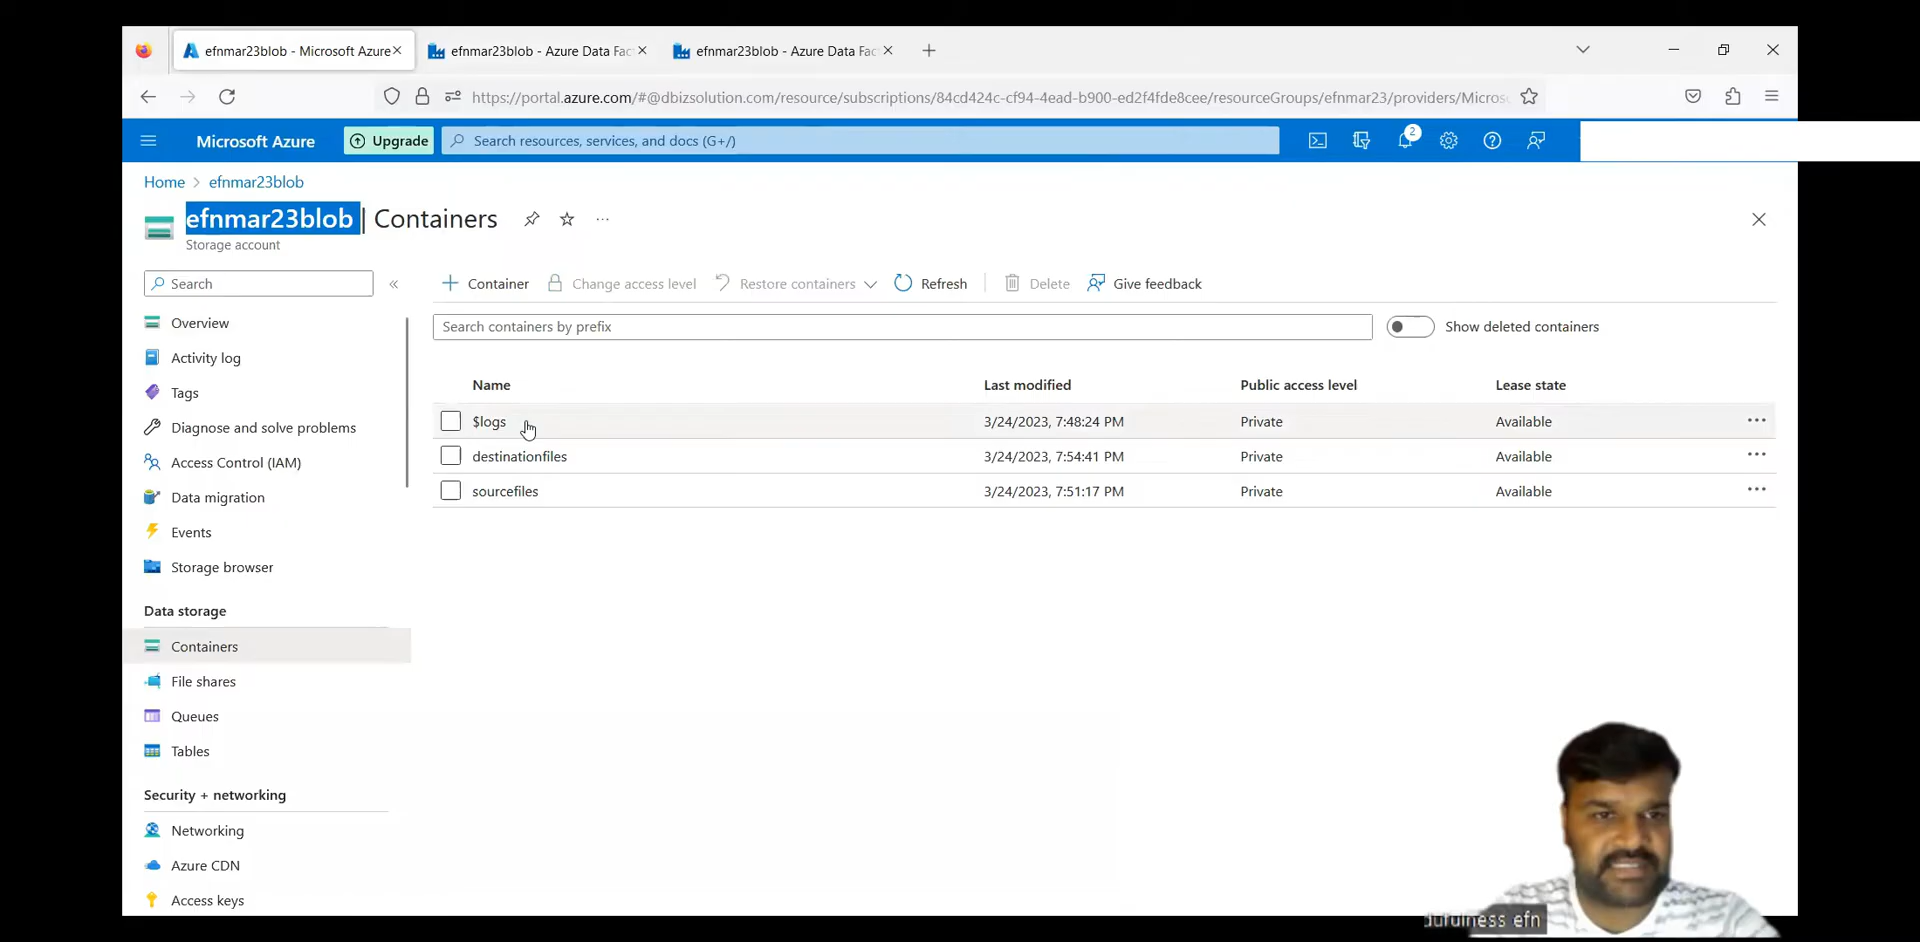 efnmar23blob - Microsoft Azure
efnmar23blob - Azure Data Fac
efnmar23blob - Azure Data Fac
https://portal.azure.com/#@dbizsolution.com/resource/subscriptions/84cd424c-cf94-4ead-b900-ed2f4fde8cee/resourceGroups/efnmar23/providers/Micros
Microsoft Azure
Upgrade
Search resources, services, and docs (G+/)
2
Home > efnmar23blob
efnmar23blob | Containers
Storage account
Search
Container
Change access level
Restore containers
Refresh
Delete
Give feedback
Search containers by prefix
Show deleted containers
Name Last modified Public access level Lease state
$logs 3/24/2023, 7:48:24 PM Private Available
destinationfiles 3/24/2023, 7:54:41 PM Private Available
sourcefiles 3/24/2023, 7:51:17 PM Private Available
Overview
Activity log
Tags
Diagnose and solve problems
Access Control (IAM)
Data migration
Events
Storage browser
Data storage
Containers
File shares
Queues
Tables
Security + networking
Networking
Azure CDN
Access keys
efn